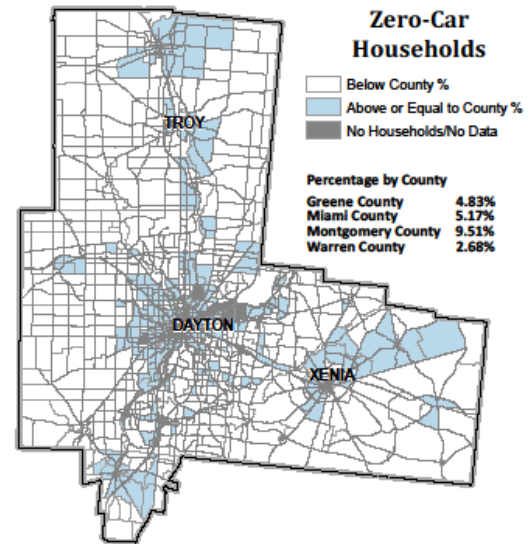 Zero-Car
Households
Below County %
Above or Equal to County %
No Households/No Data
Percentage by County
Greene County 4.83%
Miami County 5.17%
Montgomery County 9.51%
Warren County 2.68%
TROY
DAYTON
XENIA